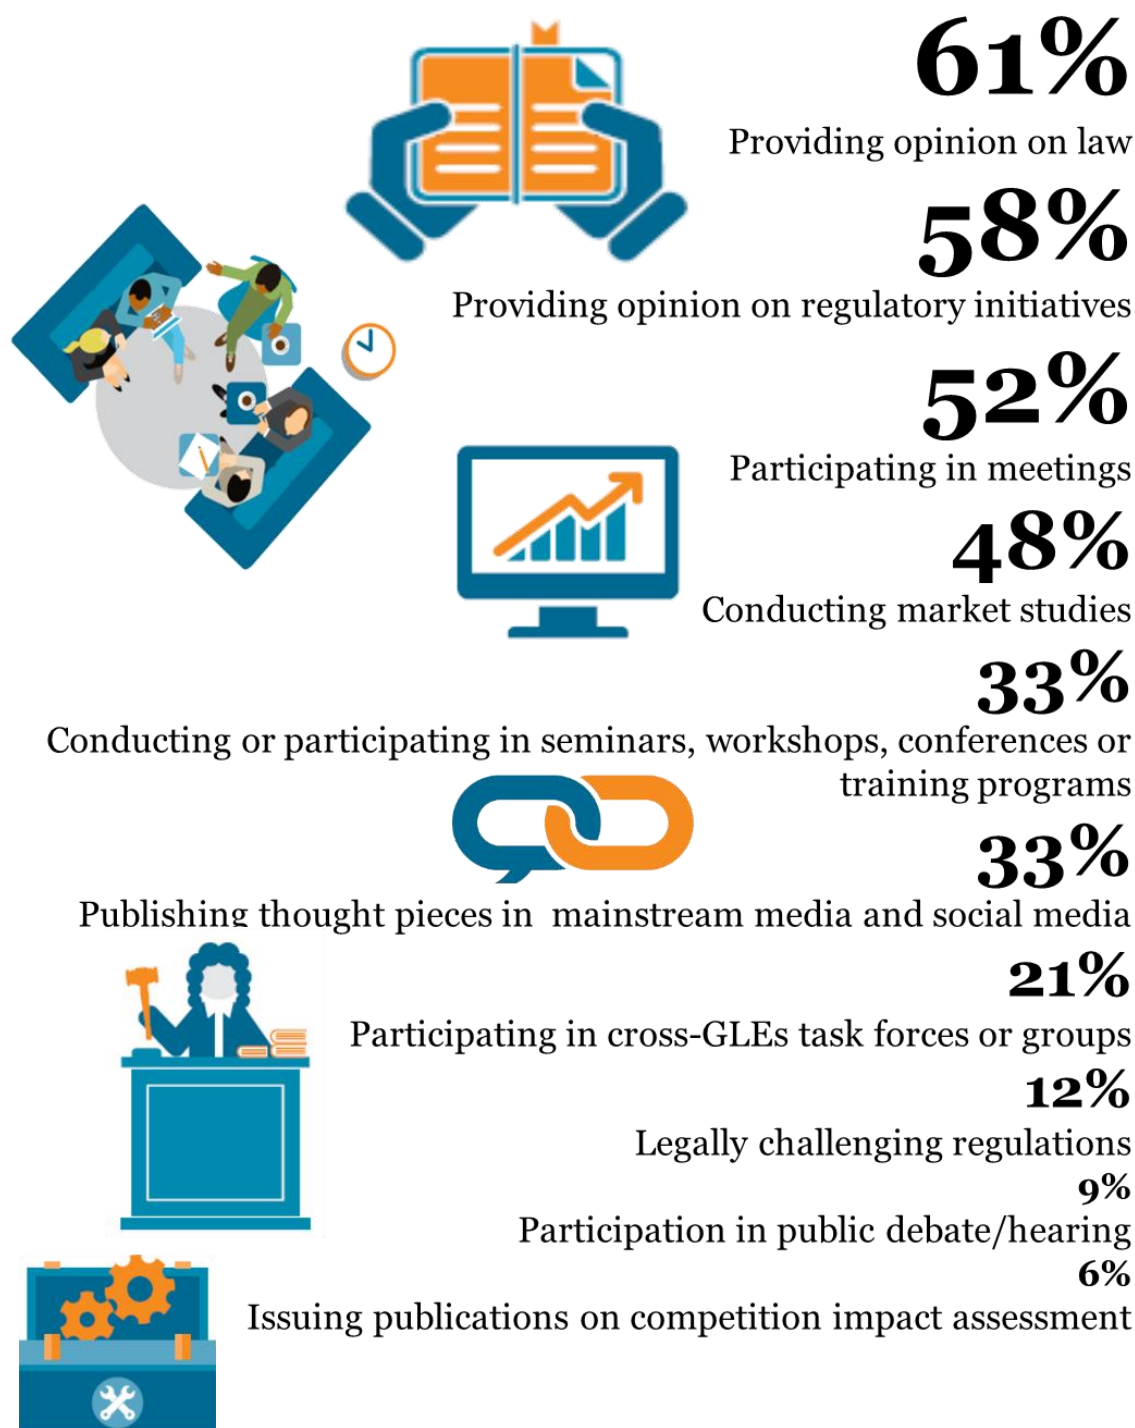 61%
Providing opinion on law
58%
Providing opinion on regulatory initiatives
52%
Participating in meetings
48%
Conducting market studies
33%
Conducting or participating in seminars, workshops, conferences or
training programs
33%
Publishing thought pieces in mainstream media and social media
21%
Participating in cross-GLEs task forces or groups
12%
Legally challenging regulations
9%
Participation in public debate/hearing
6%
Issuing publications on competition impact assessment